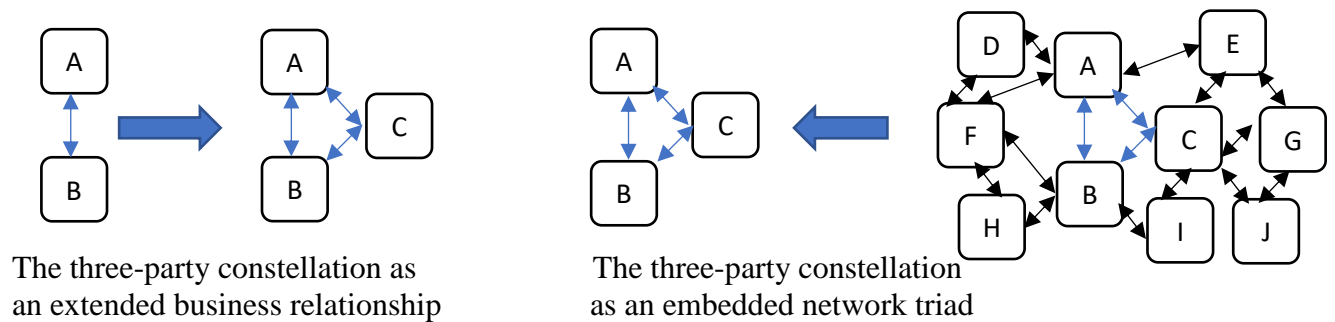 A
B
A
B
C
The three-party constellation as
an extended business relationship
A
B
C
D
A
E
F
C
G
B
H
I
J
The three-party constellation
as an embedded network triad